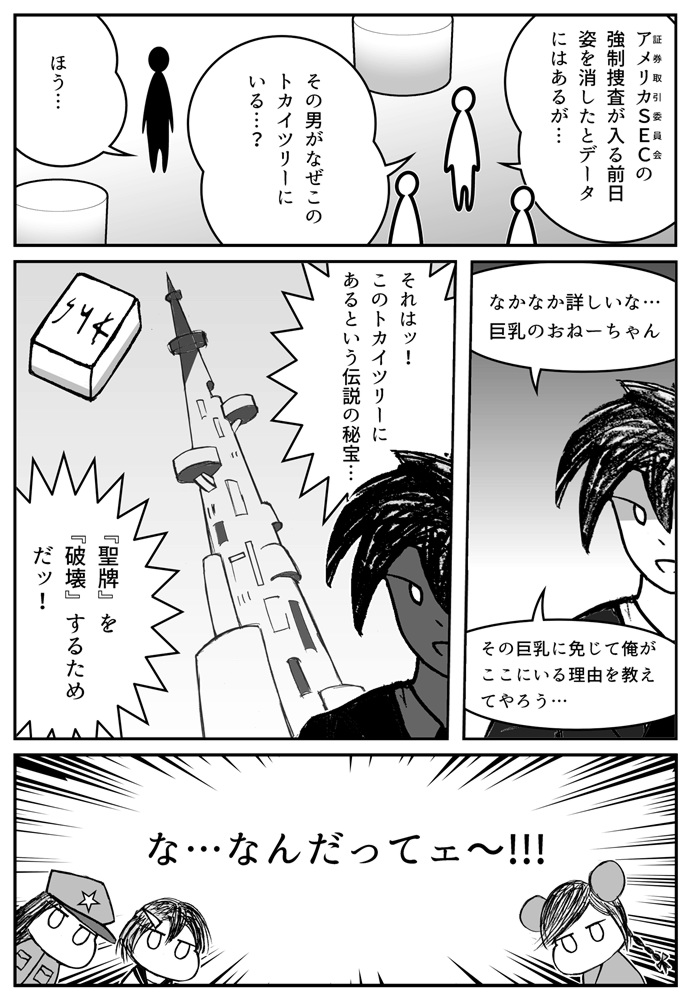 アメリカSECの
証券取引委員会
強制捜査が入る前日
姿を消したとデータ
にはあるが…
その男がなぜこの
トカイツリーに
いる…?
ほう…
なかなか詳しいな…
巨乳のおねーちゃん
その巨乳に免じて俺が
ここにいる理由を教え
てやろう…
それはッ!
このトカイツリーに
あるという伝説の秘宝…
『聖牌』を
『破壊』するため
だッ!
な…なんだってェ〜!!!